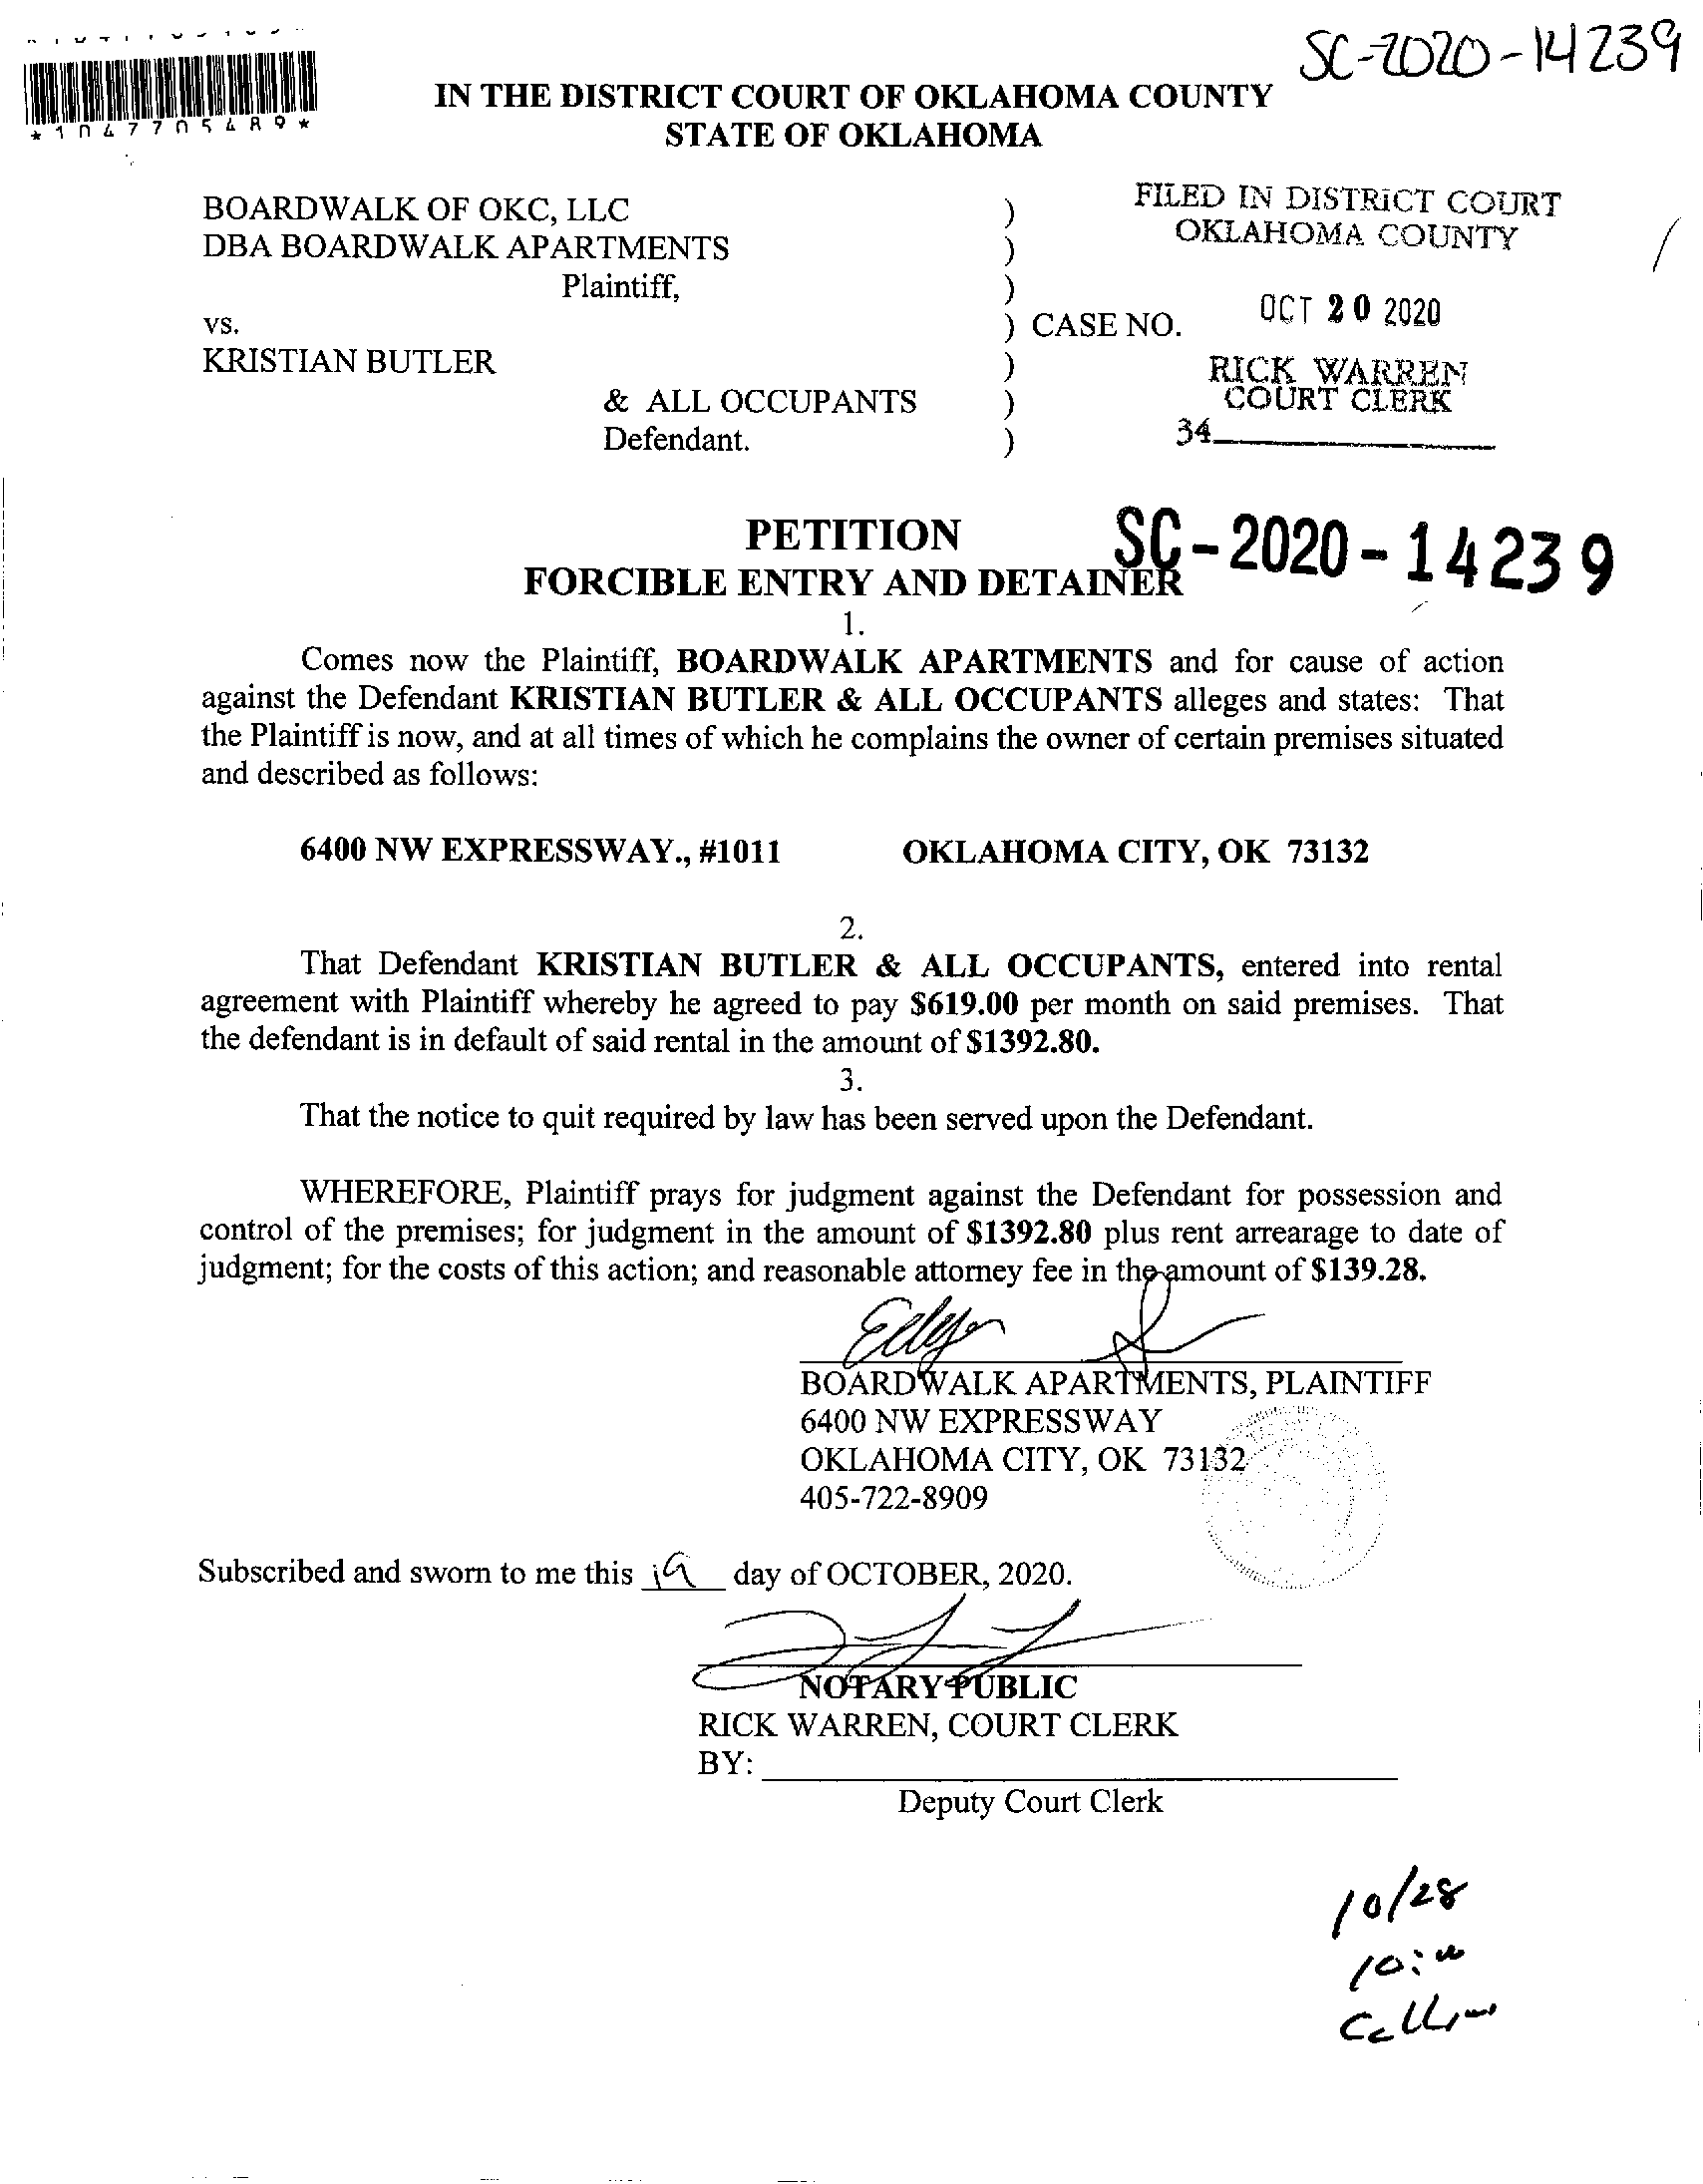 SC-2020-14239
*1047705489*
IN THE DISTRICT COURT OF OKLAHOMA COUNTY
STATE OF OKLAHOMA
BOARDWALK OF OKC, LLC )
DBA BOARDWALK APARTMENTS )
Plaintiff, )
vs. ) CASE NO.
KRISTIAN BUTLER )
& ALL OCCUPANTS )
Defendant. )
FILED IN DISTRICT COURT
OKLAHOMA COUNTY
OCT 20 2020
RICK WARREN
COURT CLERK
34
PETITION
SC-2020-14239
FORCIBLE ENTRY AND DETAINER
1.
Comes now the Plaintiff, BOARDWALK APARTMENTS and for cause of action
against the Defendant KRISTIAN BUTLER & ALL OCCUPANTS alleges and states: That
the Plaintiff is now, and at all times of which he complains the owner of certain premises situated
and described as follows:
6400 NW EXPRESSWAY., #1011 OKLAHOMA CITY, OK 73132
2.
That Defendant KRISTIAN BUTLER & ALL OCCUPANTS, entered into rental
agreement with Plaintiff whereby he agreed to pay $619.00 per month on said premises. That
the defendant is in default of said rental in the amount of $1392.80.
3.
That the notice to quit required by law has been served upon the Defendant.
WHEREFORE, Plaintiff prays for judgment against the Defendant for possession and
control of the premises; for judgment in the amount of $1392.80 plus rent arrearage to date of
judgment; for the costs of this action; and reasonable attorney fee in the amount of $139.28.
BOARDWALK APARTMENTS, PLAINTIFF
6400 NW EXPRESSWAY
OKLAHOMA CITY, OK 73132
405-722-8909
Subscribed and sworn to me this 19 day of OCTOBER, 2020.
NOTARY PUBLIC
RICK WARREN, COURT CLERK
BY:
Deputy Court Clerk
10/28